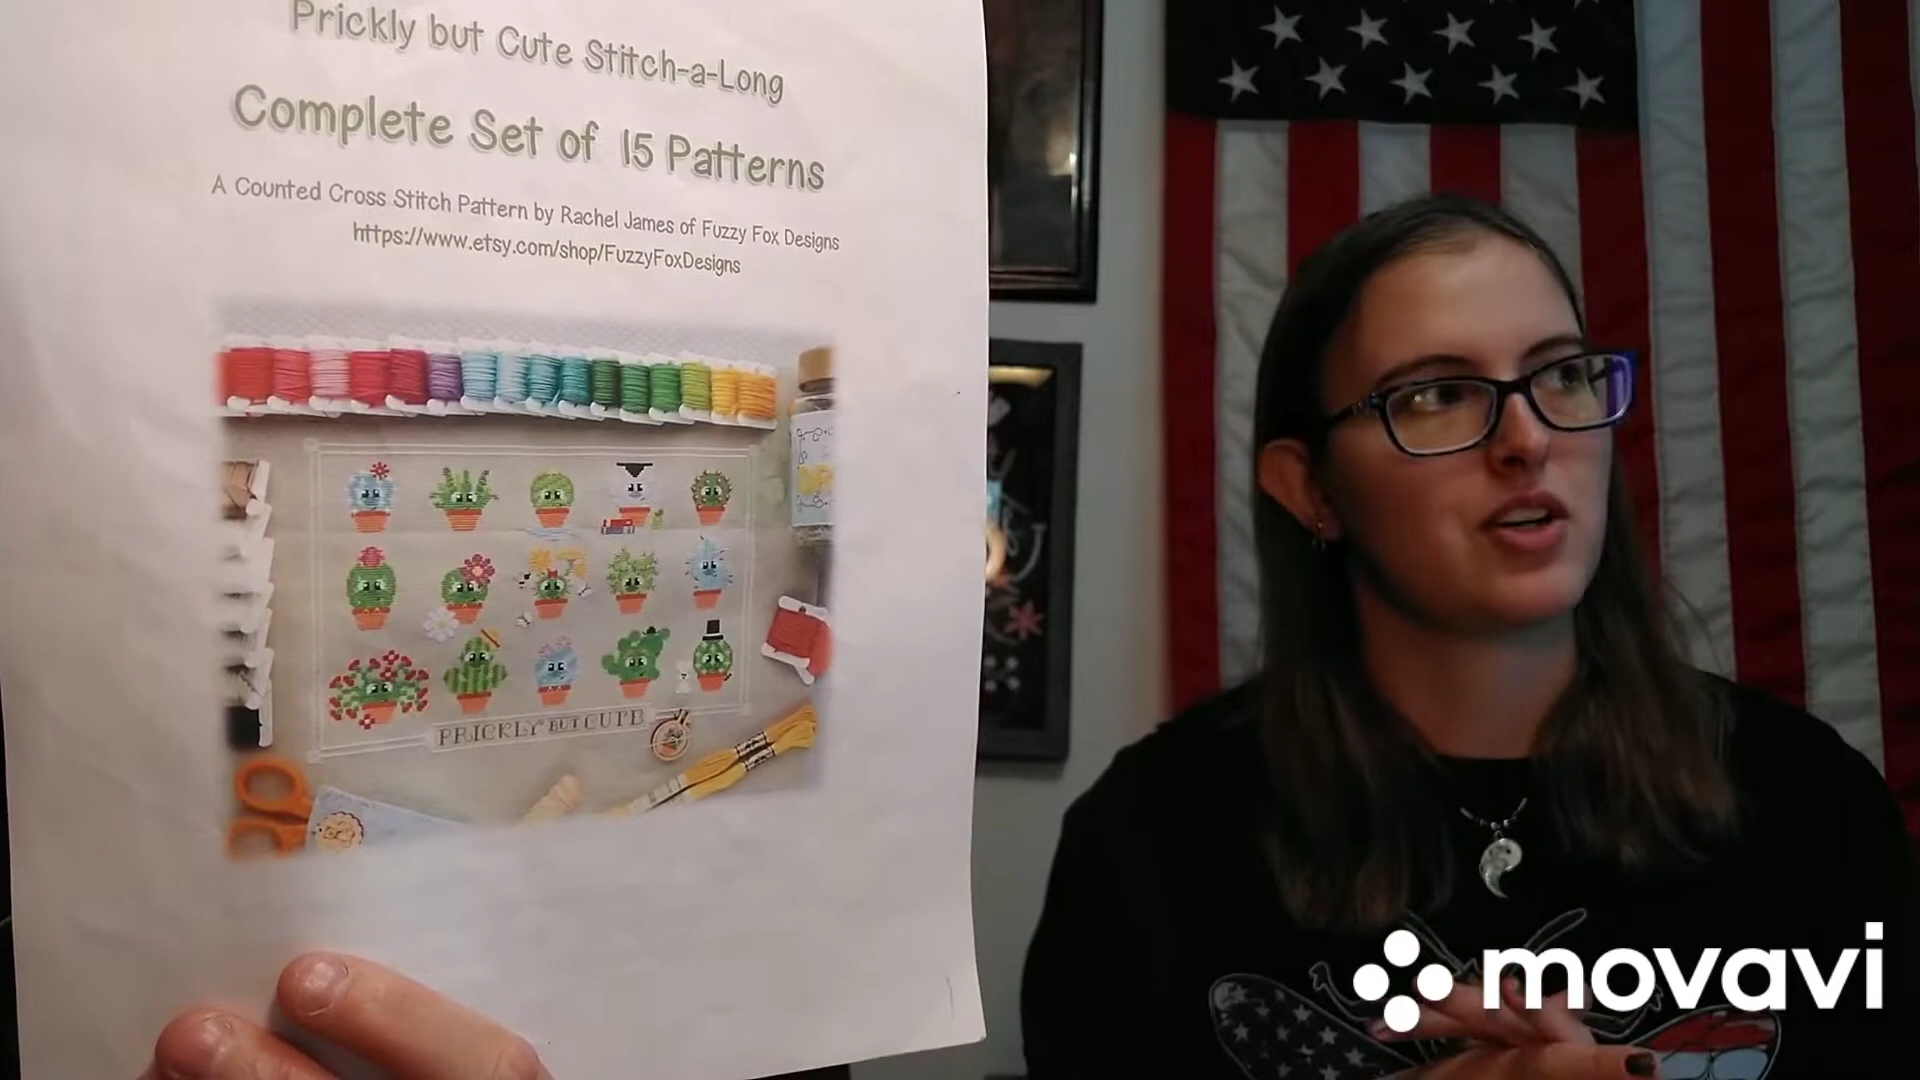 Prickly but Cute Stitch-a-Long
Complete Set of 15 Patterns
A Counted Cross Stitch Pattern by Rachel James of Fuzzy Fox Designs
https://www.etsy.com/shop/FuzzyFoxDesigns
PRICKLY BUT CUTE
movavi